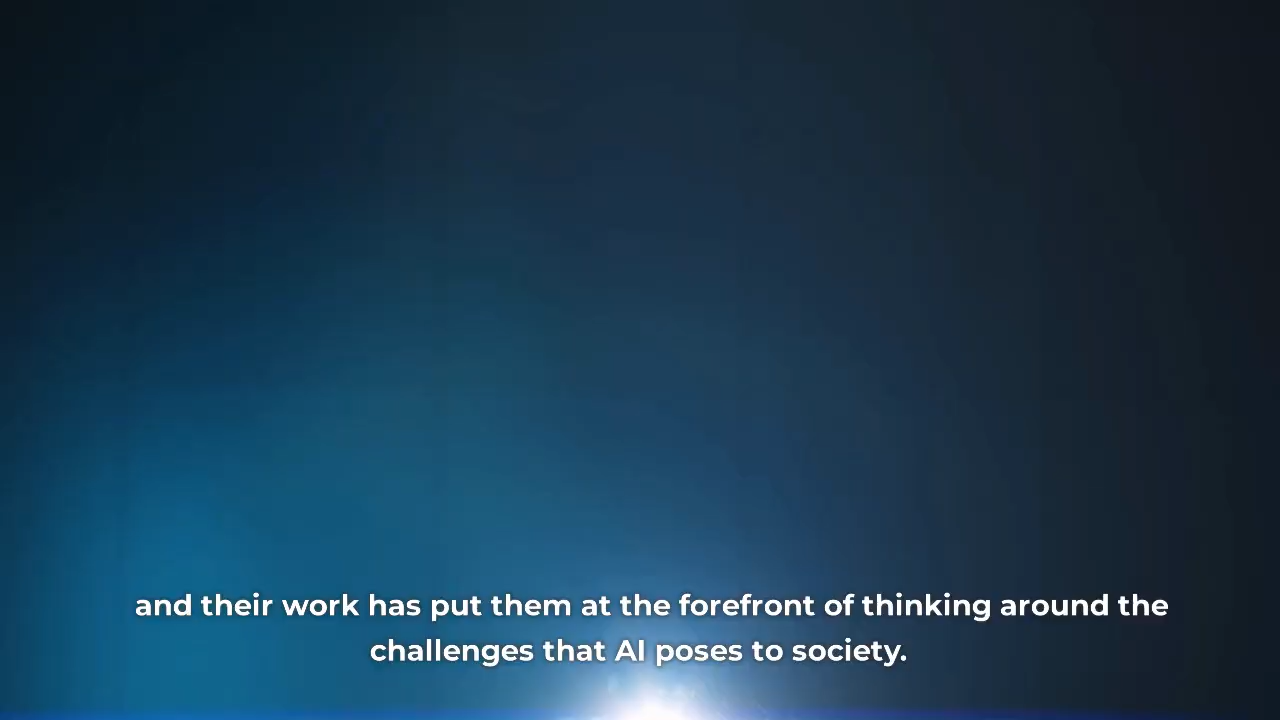 and their work has put them at the forefront of thinking around the
challenges that AI poses to society.